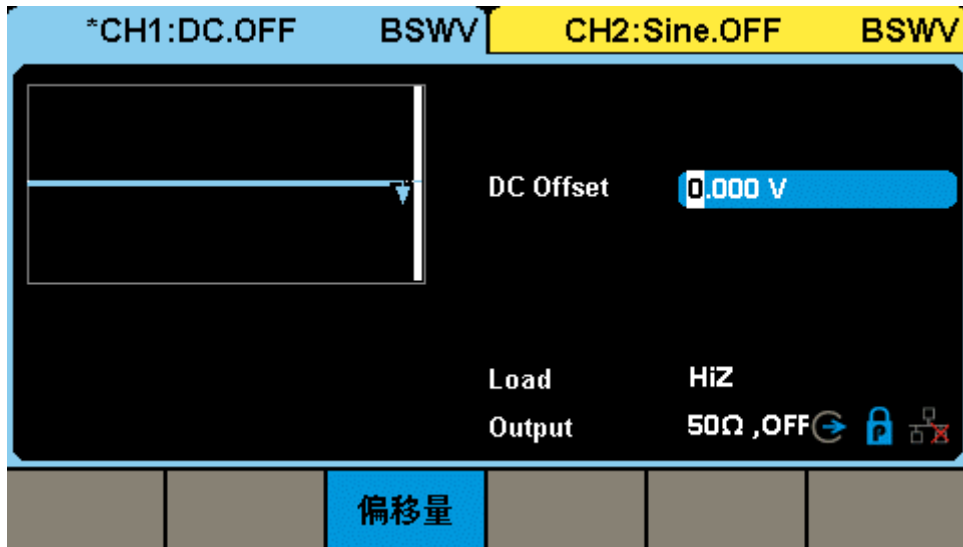 *CH1:DC.OFF BSWV CH2:Sine.OFF BSWV
DC Offset 0.000 V
Load HiZ
Output 50Ω ,OFF P
偏移量